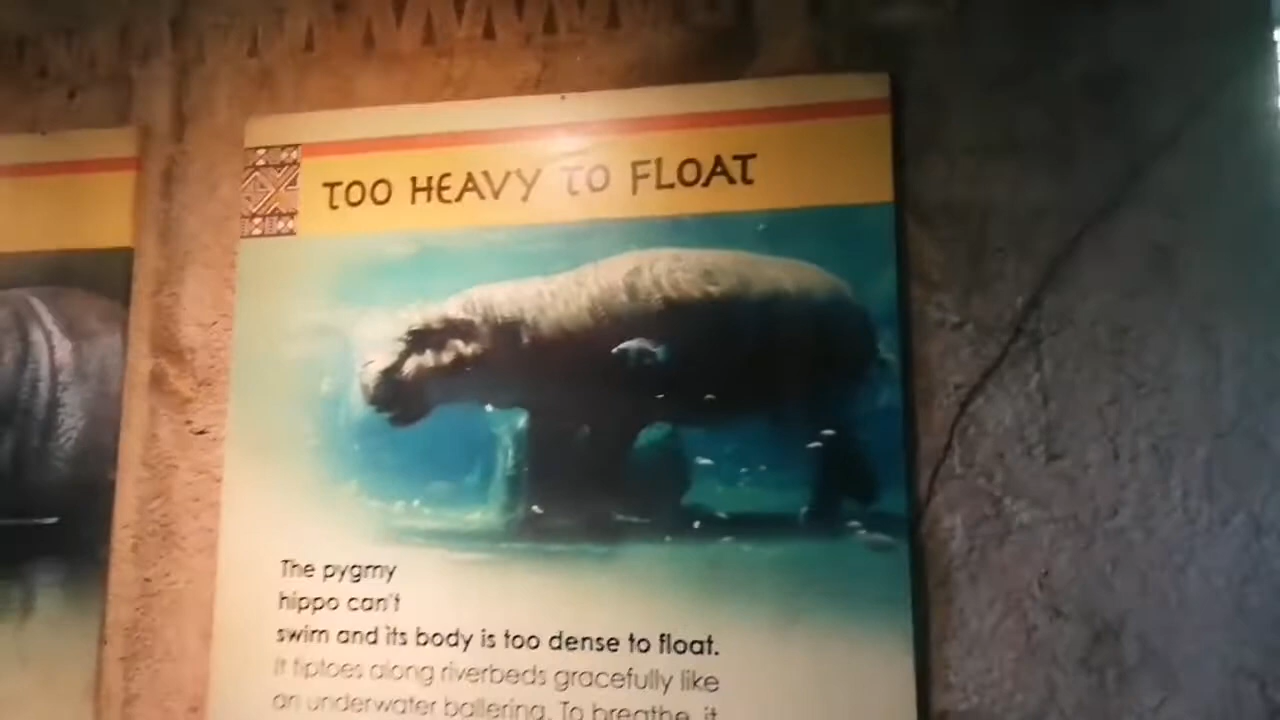 TOO HEAVY TO FLOAT
The pygmy
hippo can't
swim and its body is too dense to float.
It tiptoes along riverbeds gracefully like
an underwater ballerina. To breathe, it